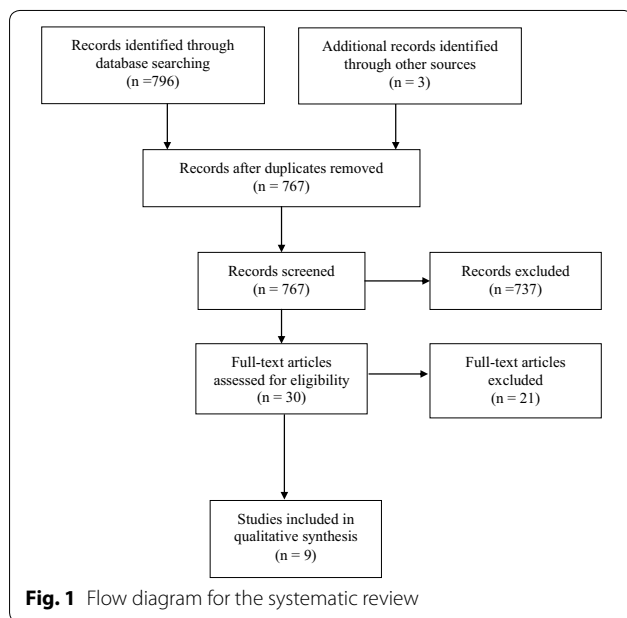 Records identified through
database searching
(n =796)
Additional records identified
through other sources
(n = 3)
Records after duplicates removed
(n = 767)
Records screened
(n = 767)
Records excluded
(n =737)
Full-text articles
assessed for eligibility
(n = 30)
Full-text articles
excluded
(n = 21)
Studies included in
qualitative synthesis
(n = 9)
Fig. 1 Flow diagram for the systematic review